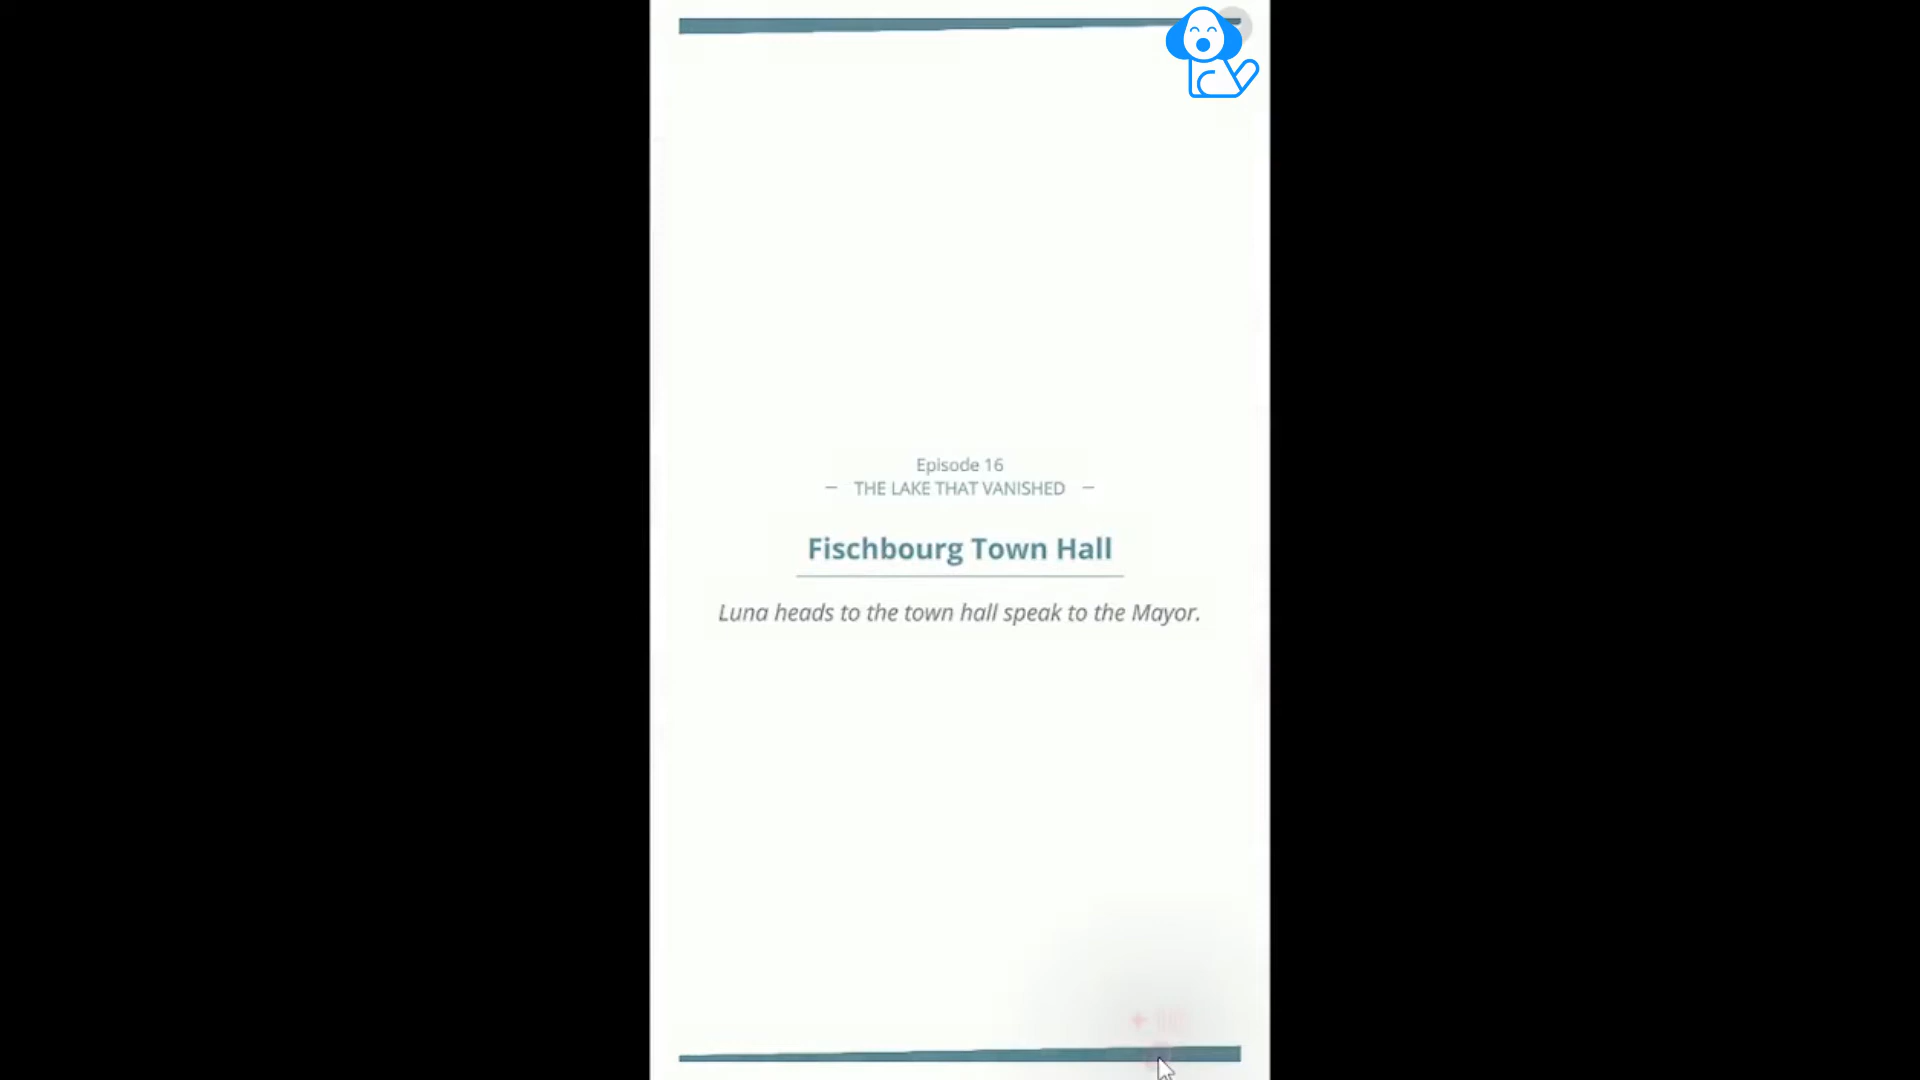 Episode 16
— THE LAKE THAT VANISHED —
Fischbourg Town Hall
Luna heads to the town hall speak to the Mayor.